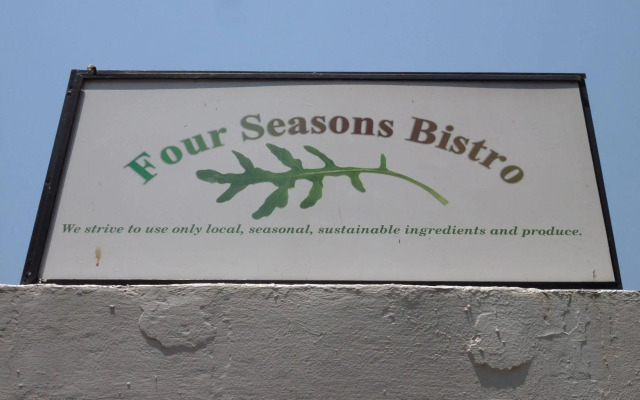 Four Seasons Bistro
We strive to use only local, seasonal, sustainable ingredients and produce.